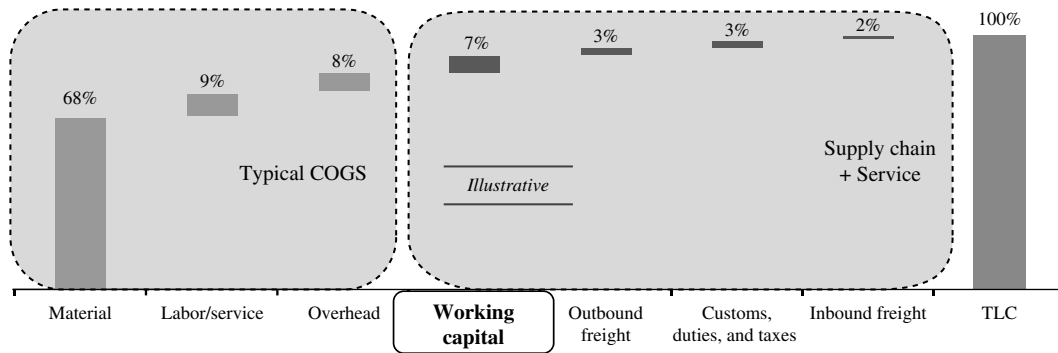 68%
9%
8%
7%
3%
3%
2%
100%
Typical COGS
Illustrative
Supply chain
+ Service
Material
Labor/service
Overhead
Working
capital
Outbound
freight
Customs,
duties, and taxes
Inbound freight
TLC